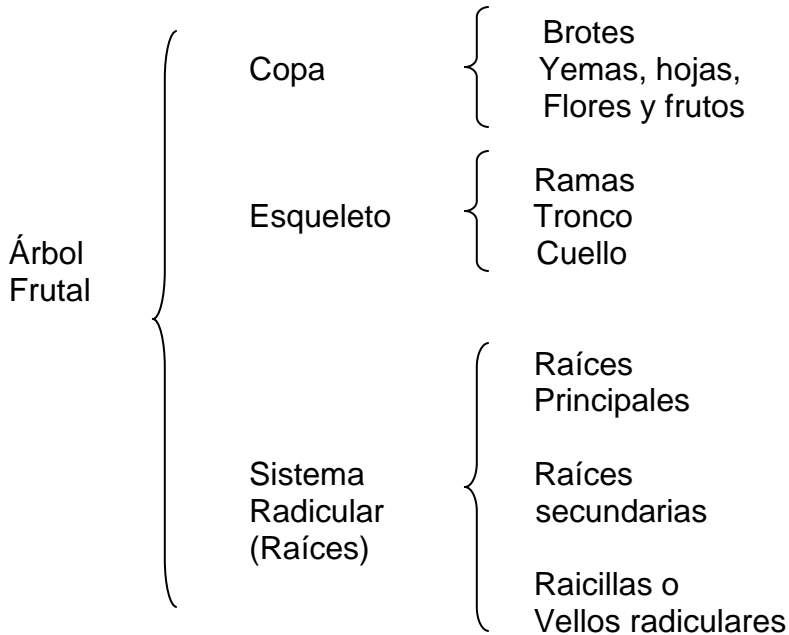 Árbol
Frutal
Copa
Brotes
Yemas, hojas,
Flores y frutos
Esqueleto
Ramas
Tronco
Cuello
Sistema
Radicular
(Raíces)
Raíces
Principales
Raíces
secundarias
Raicillas o
Vellos radiculares